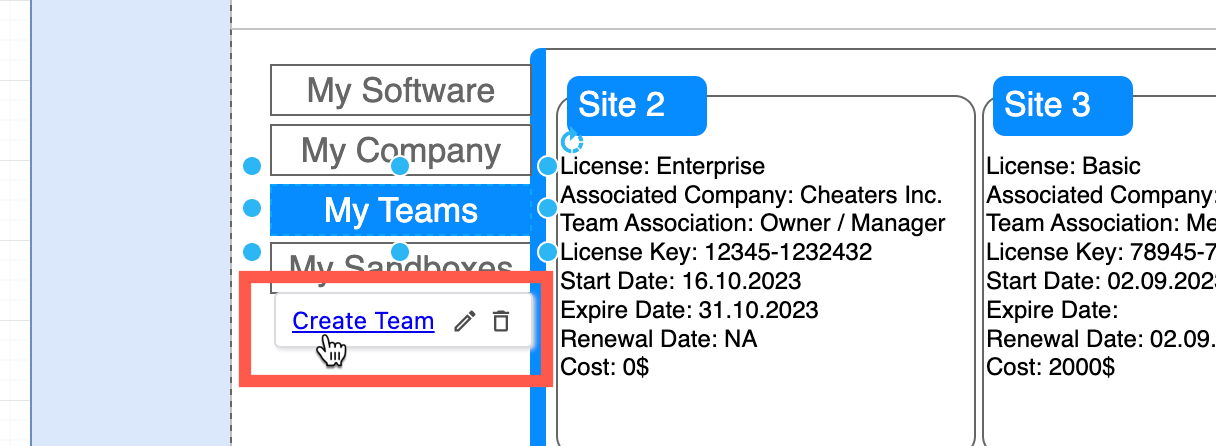 My Software
My Company
My Teams
My Sandboxes
Create Team
Site 2
License: Enterprise
Associated Company: Cheaters Inc.
Team Association: Owner / Manager
License Key: 12345-1232432
Start Date: 16.10.2023
Expire Date: 31.10.2023
Renewal Date: NA
Cost: 0$
Site 3
License: Basic
Associated Company:
Team Association: Me
License Key: 78945-7
Start Date: 02.09.202
Expire Date:
Renewal Date: 02.09.
Cost: 2000$